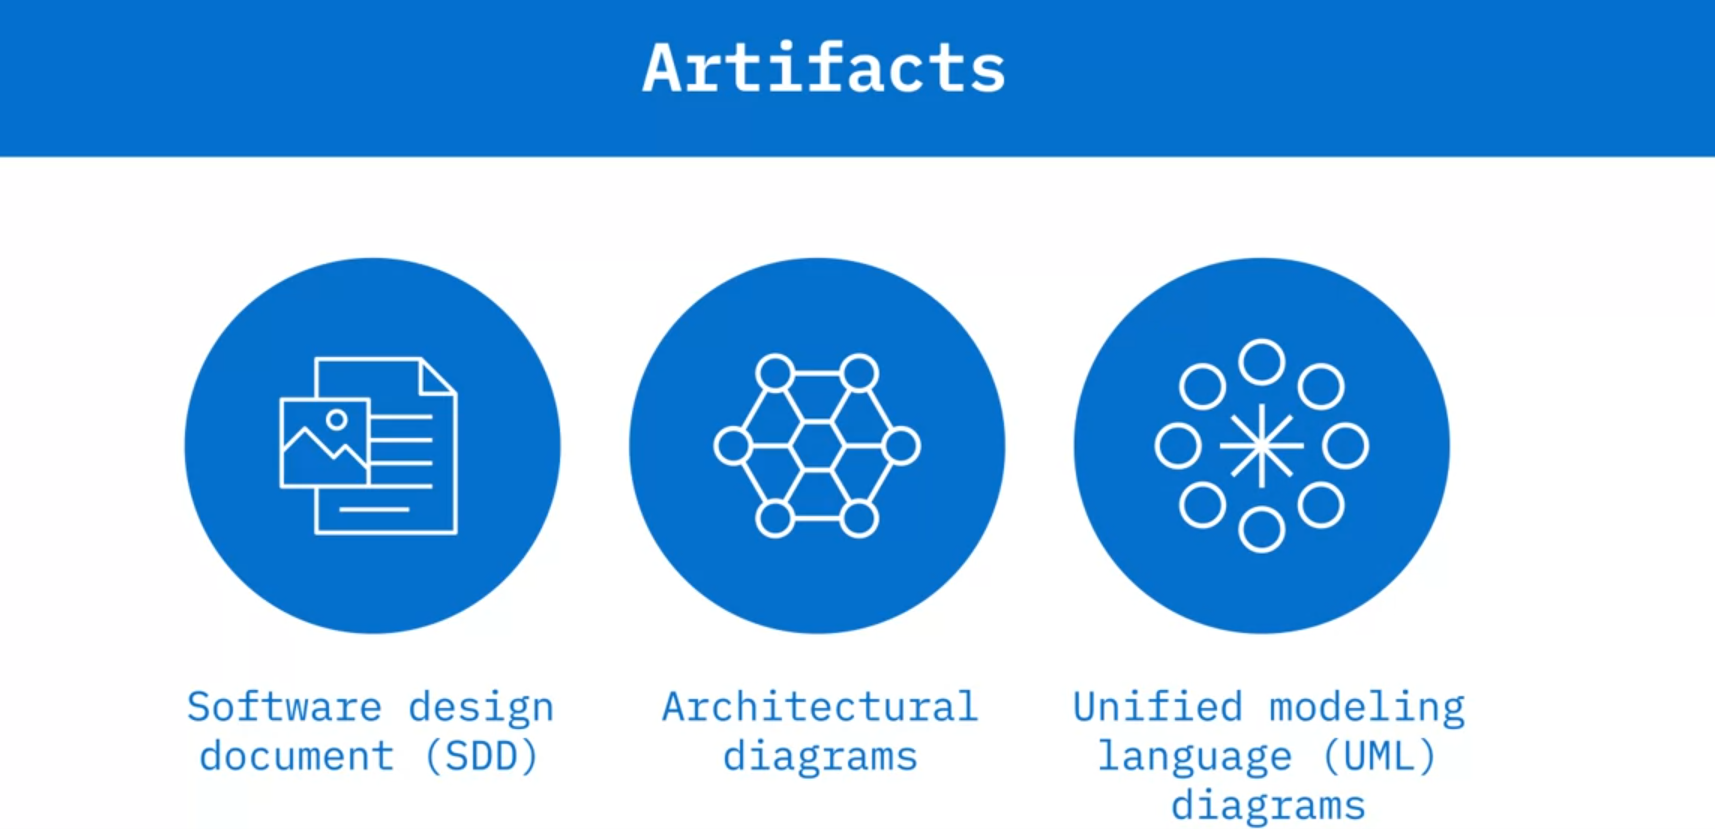 Artifacts
Software design
document (SDD)
Architectural
diagrams
Unified modeling
language (UML)
diagrams